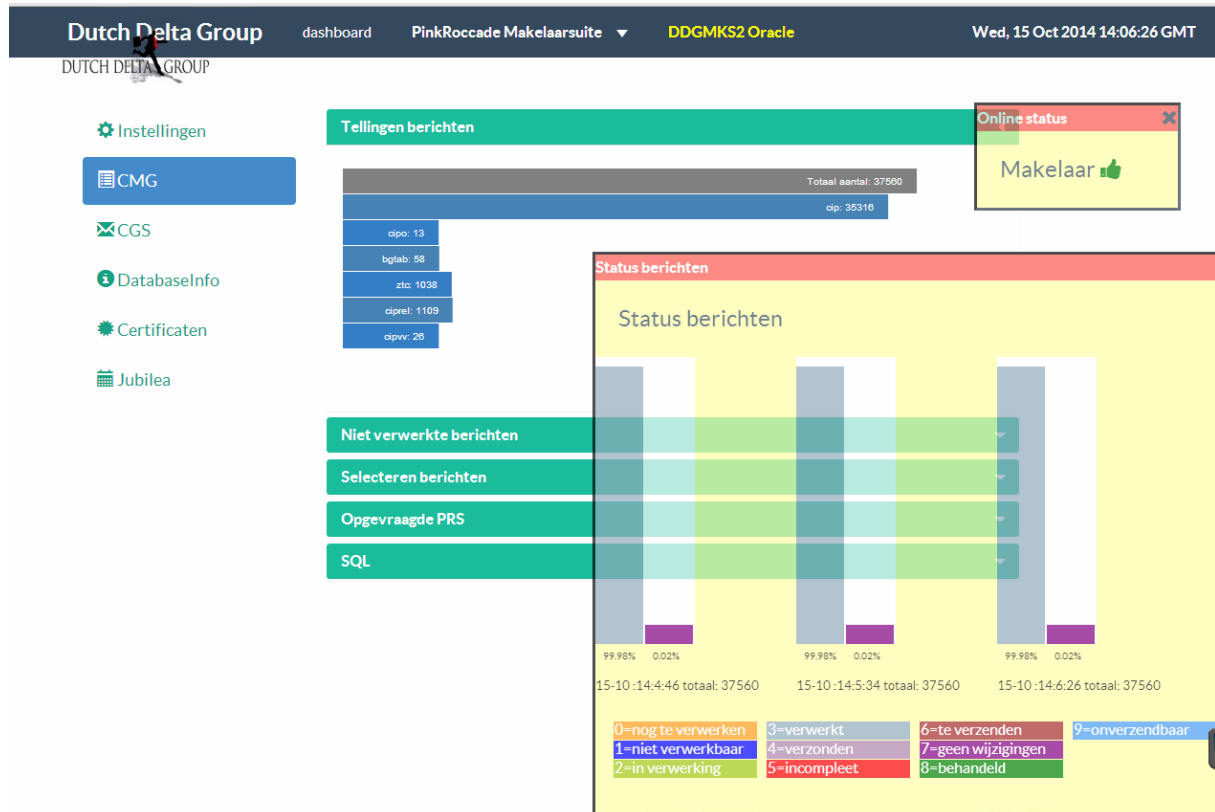 Dutch Delta Group dashboard PinkRoccade Makelaarsuite DDGMKS2 Oracle Wed, 15 Oct 2014 14:06:26 GMT
DUTCH DELTA GROUP
Instellingen
CMG
CGS
DatabaseInfo
Certificaten
Jubilea
Tellingen berichten
Totaal aantal: 37560
cip: 35316
cipo: 13
bgtab: 58
ztc: 1038
ciprel: 1109
cipvv: 26
Niet verwerkte berichten
Selecteren berichten
Opgevraagde PRS
SQL
Online status
Makelaar
Status berichten
Status berichten
99.98% 0.02% 99.98% 0.02% 99.98% 0.02%
15-10 :14:4:46 totaal: 37560 15-10 :14:5:34 totaal: 37560 15-10 :14:6:26 totaal: 37560
0=nog te verwerken 3=verwerkt 6=te verzenden 9=onverzendbaar
1=niet verwerkbaar 4=verzonden 7=geen wijzigingen
2=in verwerking 5=incompleet 8=behandeld